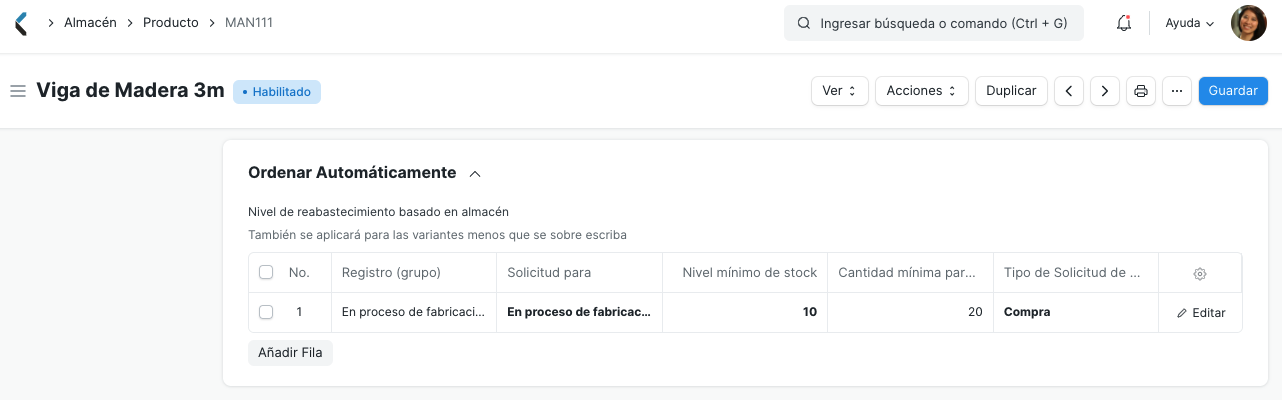 Almacén Producto MAN111 Ingresar búsqueda o comando (Ctrl + G) Ayuda
Viga de Madera 3m Habilitado Ver Acciones Duplicar ... Guardar
Ordenar Automáticamente
Nivel de reabastecimiento basado en almacén
También se aplicará para las variantes menos que se sobre escriba
No. Registro (grupo) Solicitud para Nivel mínimo de stock Cantidad mínima par... Tipo de Solicitud de ...
1 En proceso de fabricaci... En proceso de fabricac... 10 20 Compra Editar
Añadir Fila